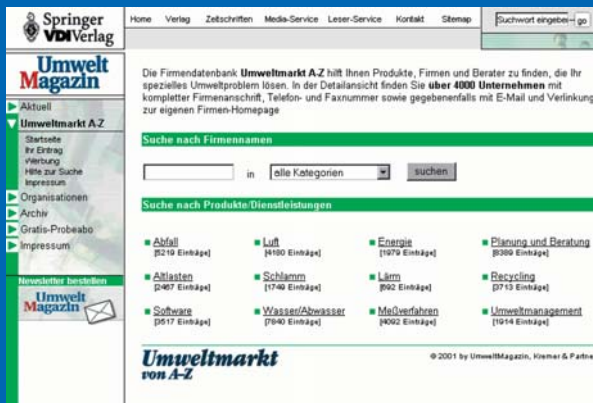 Springer
VDI Verlag
Home Verlag Zeitschriften Media-Service Leser-Service Kontakt Sitemap
Suchwort eingeben go
Umwelt
Magazin
Aktuell
Umweltmarkt A-Z
Startseite
Ihr Eintrag
Werbung
Hilfe zur Suche
Impressum
Organisationen
Archiv
Gratis-Probeabo
Impressum
Newsletter bestellen
Umwelt
Magazin
Die Firmendatenbank Umweltmarkt A-Z hilft Ihnen Produkte, Firmen und Berater zu finden, die Ihr
spezielles Umweltproblem lösen. In der Detailansicht finden Sie über 4000 Unternehmen mit
kompletter Firmenanschrift, Telefon- und Faxnummer sowie gegebenenfalls mit E-Mail und Verlinkung
zur eigenen Firmen-Homepage
Suche nach Firmennamen
in alle Kategorien suchen
Suche nach Produkte/Dienstleistungen
Abfall Luft Energie Planung und Beratung
[5219 Einträge] [4180 Einträge] [1979 Einträge] [8389 Einträge]
Altlasten Schlamm Lärm Recycling
[2467 Einträge] [1749 Einträge] [692 Einträge] [3713 Einträge]
Software Wasser/Abwasser Meßverfahren Umweltmanagement
[3517 Einträge] [7840 Einträge] [4092 Einträge] [1914 Einträge]
Umweltmarkt
von A-Z
© 2001 by UmweltMagazin, Kremer & Partne